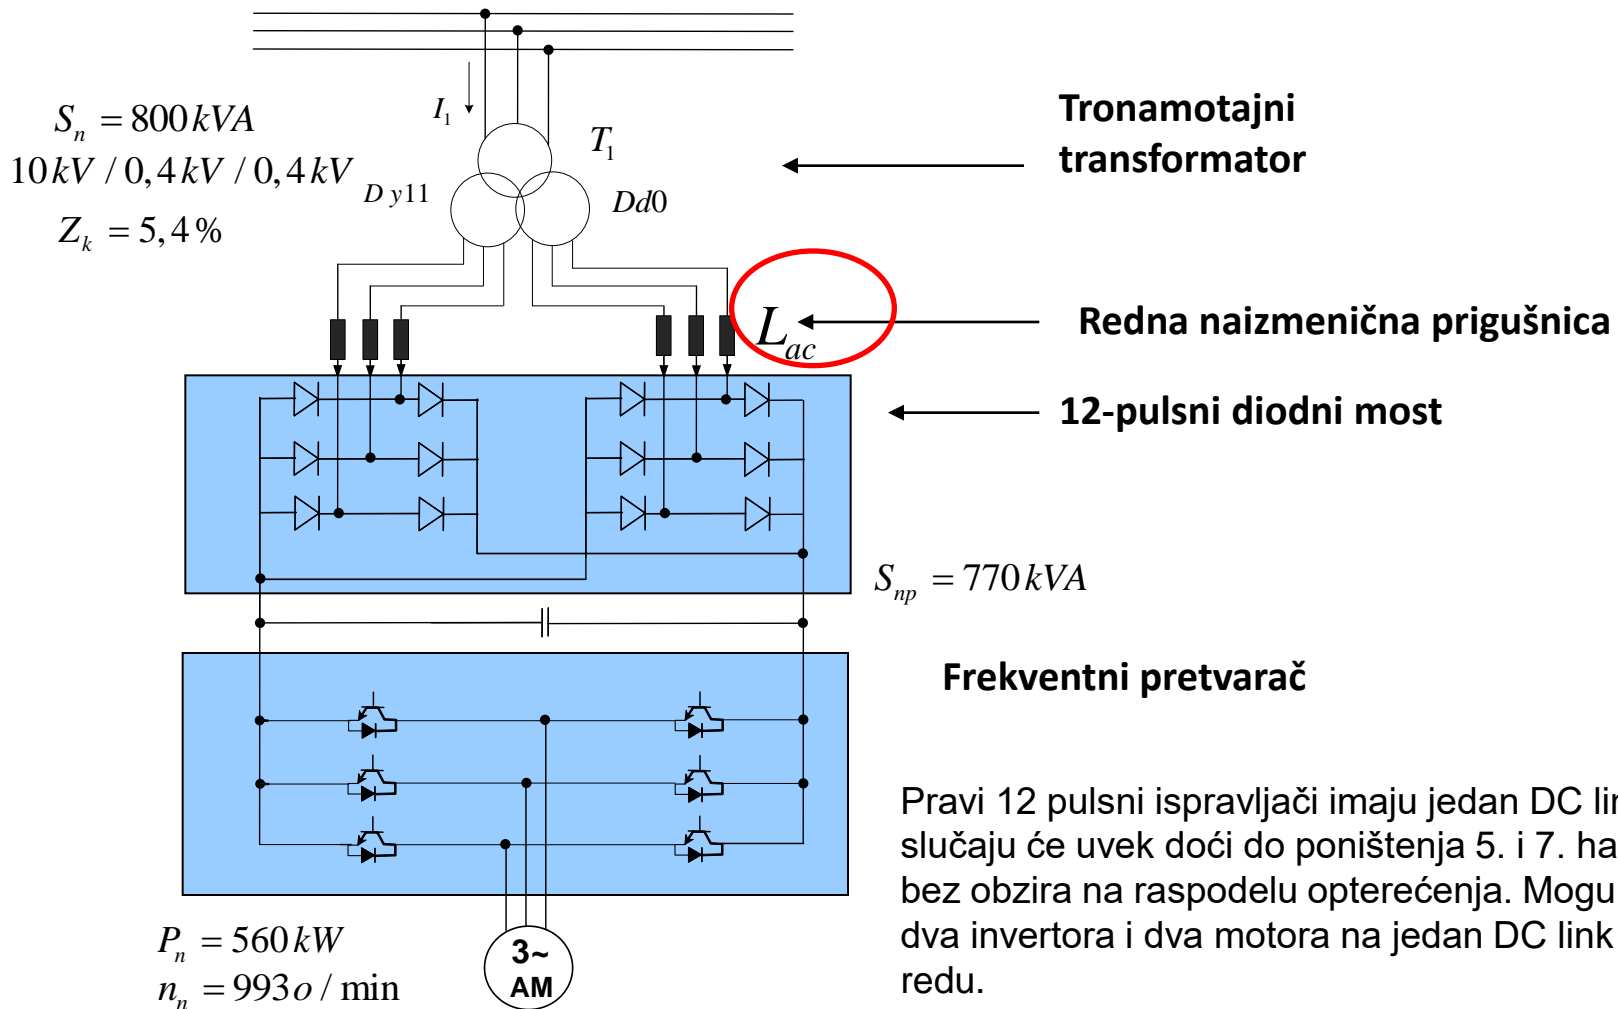 S_n = 800 kVA
10 kV / 0,4 kV / 0,4 kV
Z_k = 5,4 %
I_1
T_1
D y11
Dd0
Tronamotajni
transformator
L_ac
Redna naizmenična prigušnica
12-pulsni diodni most
S_np = 770 kVA
Frekventni pretvarač
Pravi 12 pulsni ispravljači imaju jedan DC
slučaju će uvek doći do poništenja 5. i 7.
bez obzira na raspodelu opterećenja. Mogu
dva invertora i dva motora na jedan DC link
redu.
P_n = 560 kW
n_n = 993 o / min
3~
AM